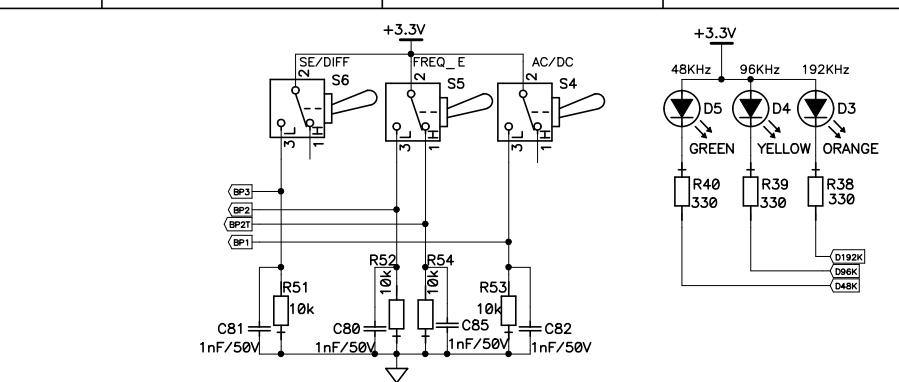 +3.3V
SE/DIFF
FREQ_E
AC/DC
S6
S5
S4
2
2
2
3 L
1 H
3 L
1 H
3 L
1 H
BP3
BP2
BP2T
BP1
R51
10k
R52
10k
R54
10k
R53
10k
C81
1nF/50V
C80
1nF/50V
C85
1nF/50V
C82
1nF/50V
+3.3V
48KHz
96KHz
192KHz
D5
D4
D3
GREEN
YELLOW
ORANGE
R40
330
R39
330
R38
330
D192K
D96K
D48K